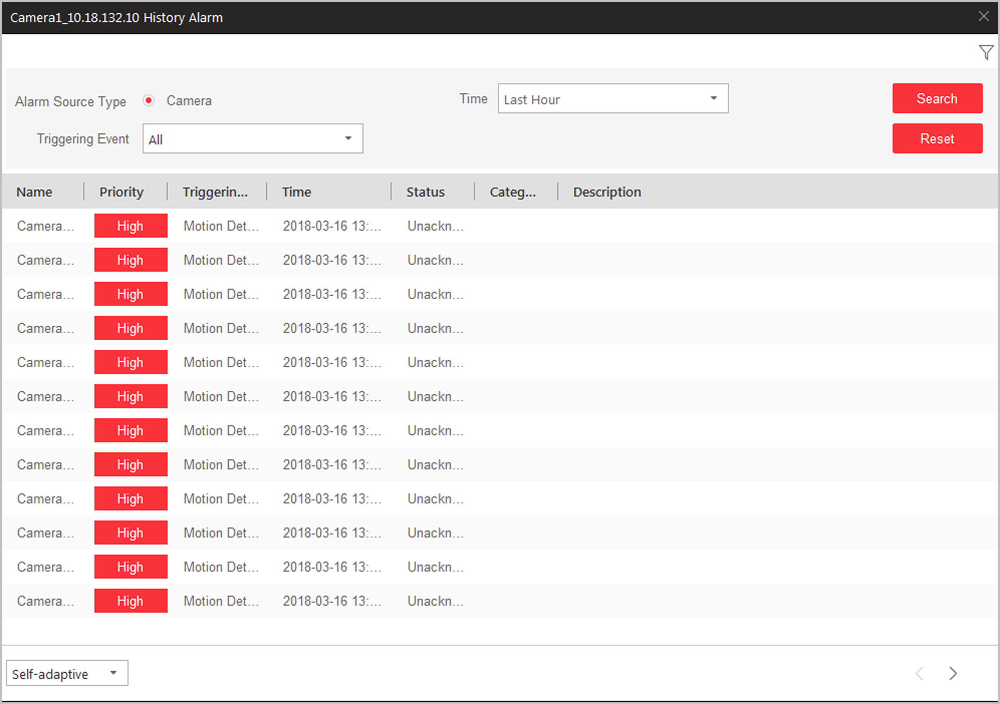 Camera1_10.18.132.10 History Alarm
Alarm Source Type Camera Time Last Hour Search
Triggering Event All Reset
Name Priority Triggerin... Time Status Categ... Description
Camera... High Motion Det... 2018-03-16 13:... Unackn...
Camera... High Motion Det... 2018-03-16 13:... Unackn...
Camera... High Motion Det... 2018-03-16 13:... Unackn...
Camera... High Motion Det... 2018-03-16 13:... Unackn...
Camera... High Motion Det... 2018-03-16 13:... Unackn...
Camera... High Motion Det... 2018-03-16 13:... Unackn...
Camera... High Motion Det... 2018-03-16 13:... Unackn...
Camera... High Motion Det... 2018-03-16 13:... Unackn...
Camera... High Motion Det... 2018-03-16 13:... Unackn...
Camera... High Motion Det... 2018-03-16 13:... Unackn...
Camera... High Motion Det... 2018-03-16 13:... Unackn...
Camera... High Motion Det... 2018-03-16 13:... Unackn...
Self-adaptive